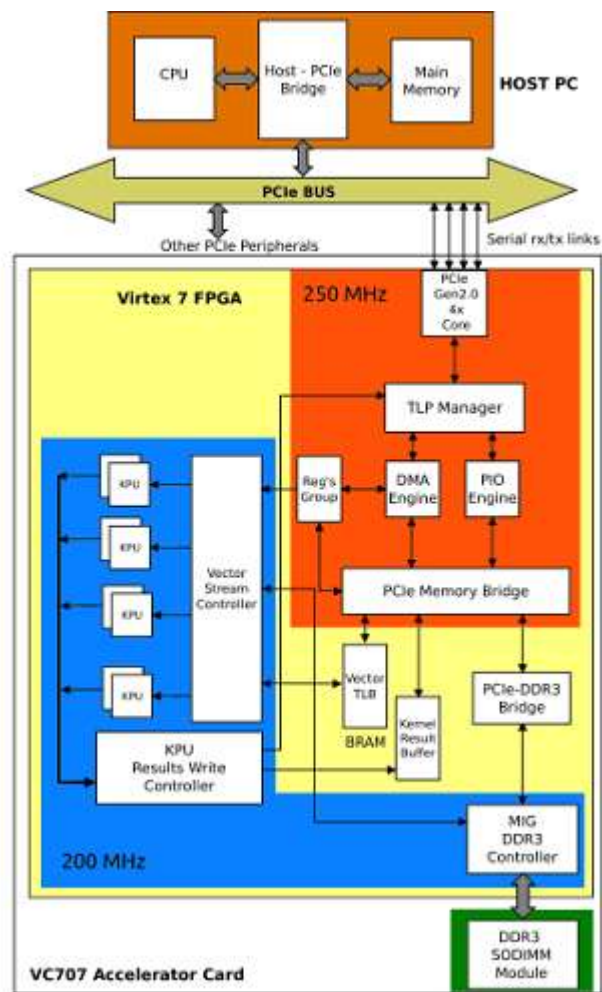 CPU
Host - PCIe
Bridge
Main
Memory
HOST PC
PCIe BUS
Other PCIe Peripherals
Serial rx/tx links
Virtex 7 FPGA
250 MHz
PCIe
Gen2.0
4x
Core
TLP Manager
KPU
KPU
KPU
KPU
Vector
Stream
Controller
Reg's
Group
DMA
Engine
PIO
Engine
PCIe Memory Bridge
Vector
TLB
BRAM
Kernel
Result
Buffer
PCIe-DDR3
Bridge
KPU
Results Write
Controller
200 MHz
MIG
DDR3
Controller
DDR3
SODIMM
Module
VC707 Accelerator Card